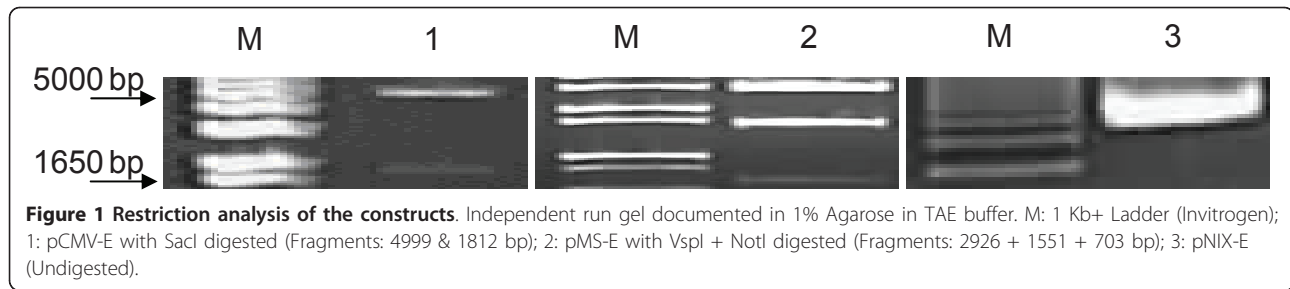 M 1 M 2 M 3
5000 bp
1650 bp
Figure 1 Restriction analysis of the constructs. Independent run gel documented in 1% Agarose in TAE buffer. M: 1 Kb+ Ladder (Invitrogen);
1: pCMV-E with SacI digested (Fragments: 4999 & 1812 bp); 2: pMS-E with VspI + NotI digested (Fragments: 2926 + 1551 + 703 bp); 3: pNIX-E
(Undigested).